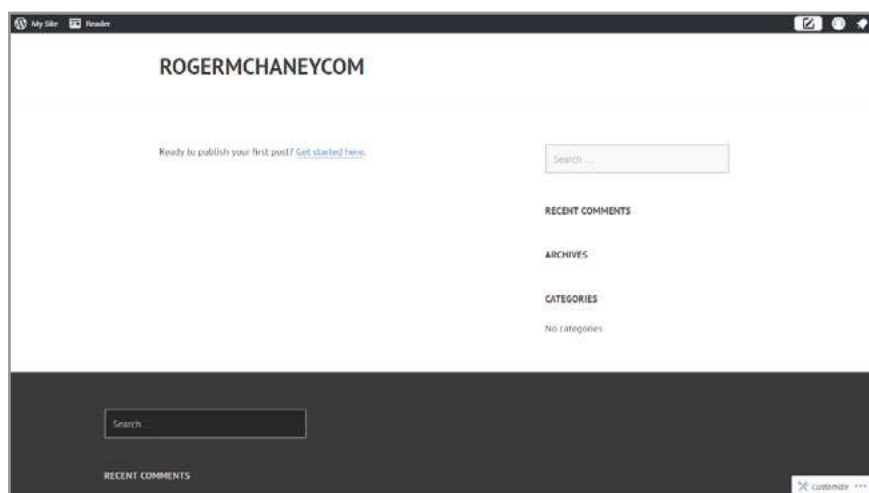 My Site Reader
ROGERMCHANEYCOM
Ready to publish your first post? Get started here.
Search ...
RECENT COMMENTS
ARCHIVES
CATEGORIES
No categories
Search ...
RECENT COMMENTS
Customize